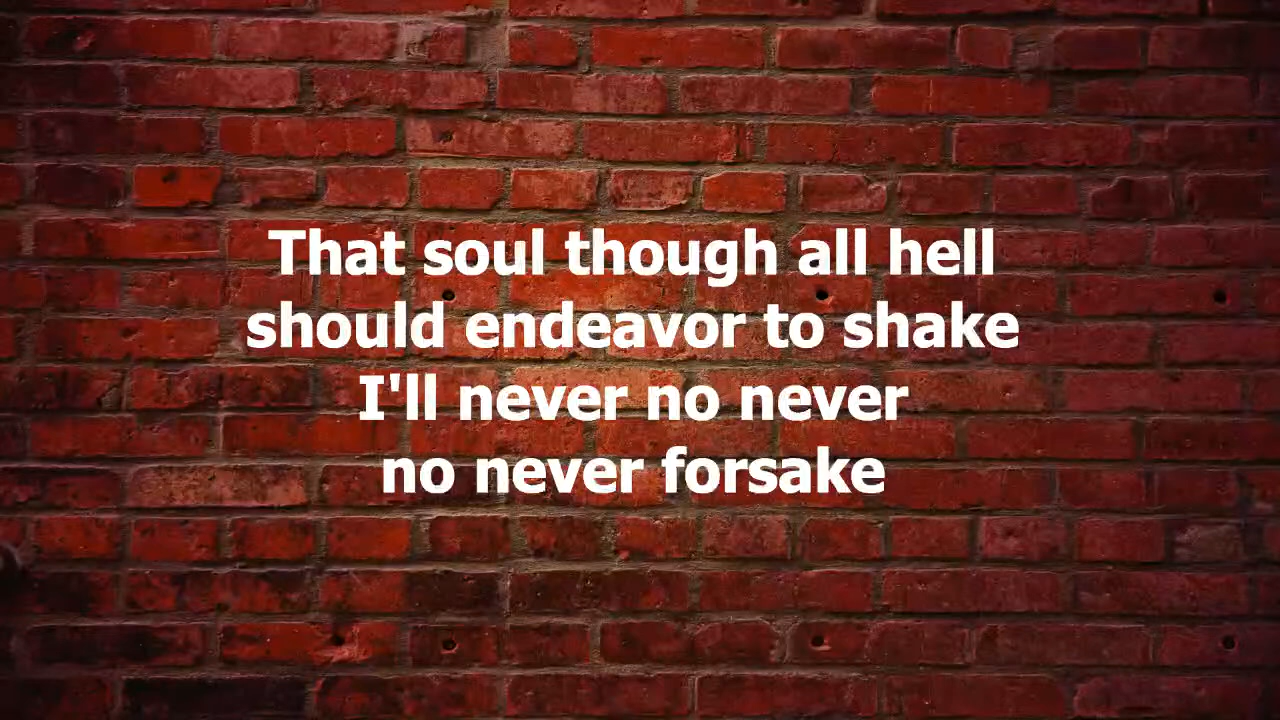 That soul though all hell
should endeavor to shake
I'll never no never
no never forsake